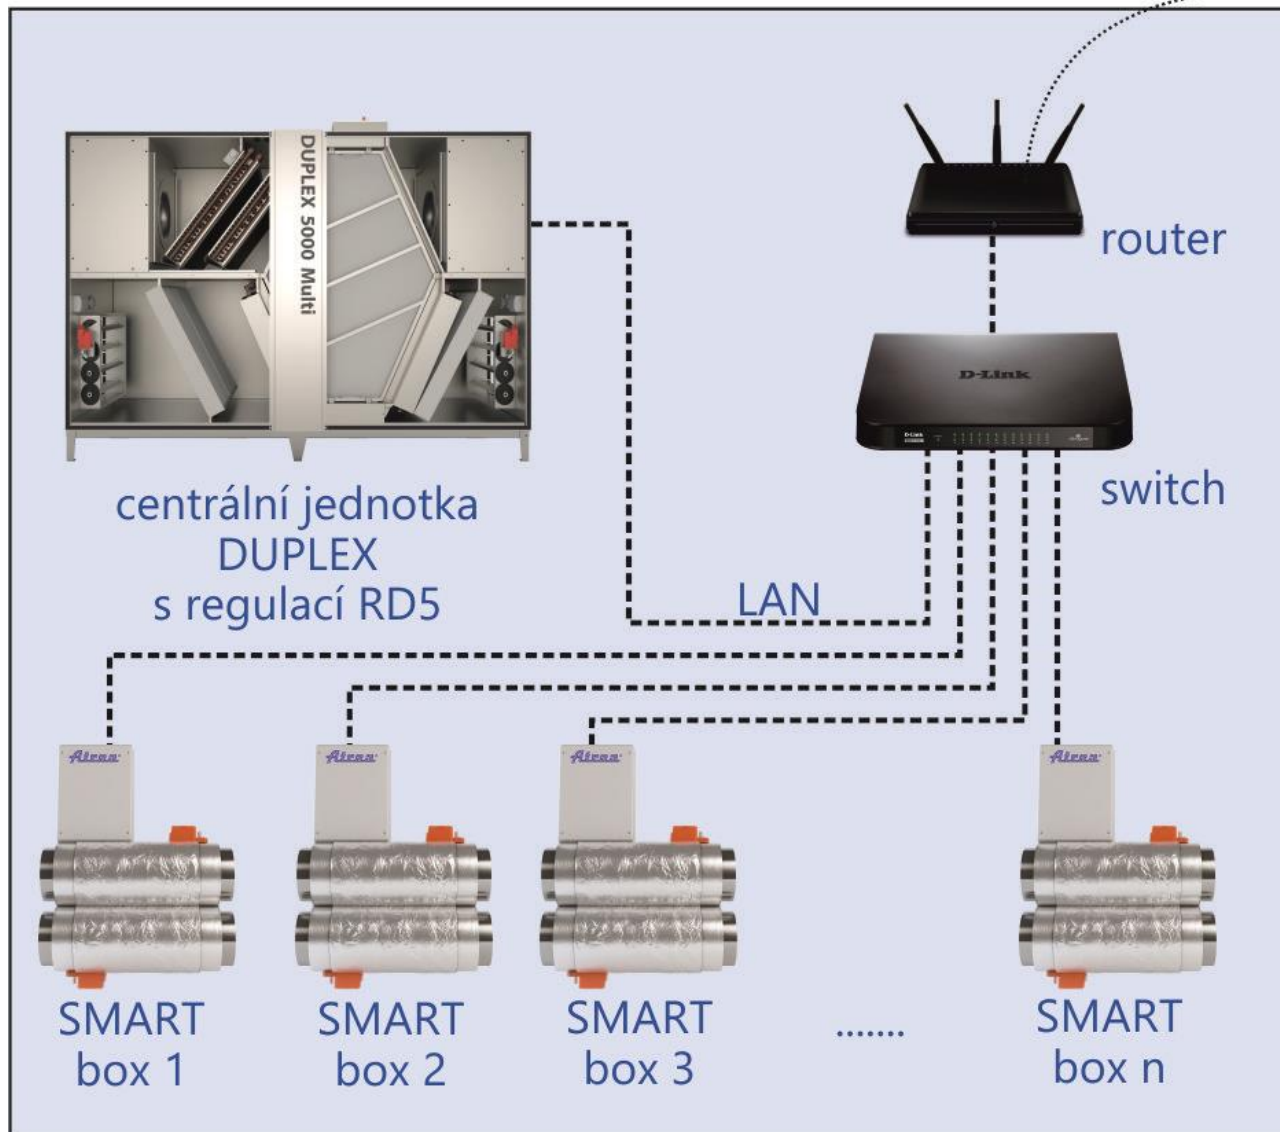 DUPLEX 5000 Multi
router
D-Link
D-Link
switch
centrální jednotka
DUPLEX
s regulací RD5
LAN
Atrea
Atrea
Atrea
Atrea
SMART
box 1
SMART
box 2
SMART
box 3
.......
SMART
box n